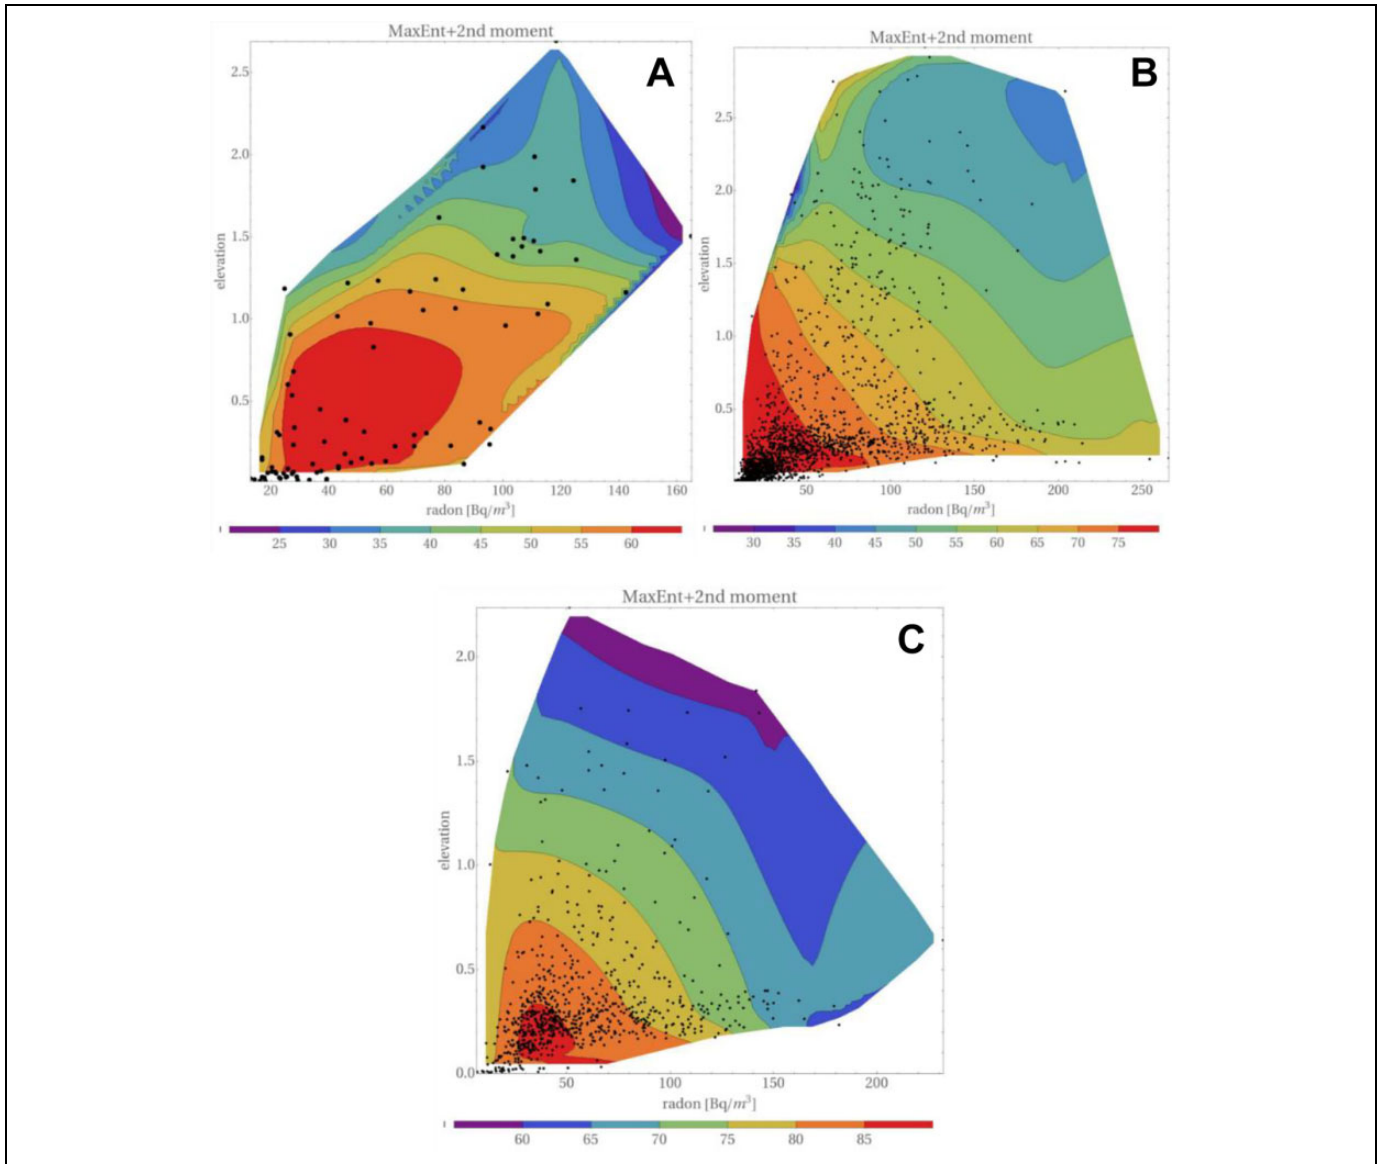 MaxEnt+2nd moment
A
elevation
2.5
2.0
1.5
1.0
0.5
20 40 60 80 100 120 140 160
radon [Bq/m³]
25 30 35 40 45 50 55 60
MaxEnt+2nd moment
B
elevation
2.5
2.0
1.5
1.0
0.5
50 100 150 200 250
radon [Bq/m³]
30 35 40 45 50 55 60 65 70 75
MaxEnt+2nd moment
C
elevation
2.0
1.5
1.0
0.5
0.0
50 100 150 200
radon [Bq/m³]
60 65 70 75 80 85